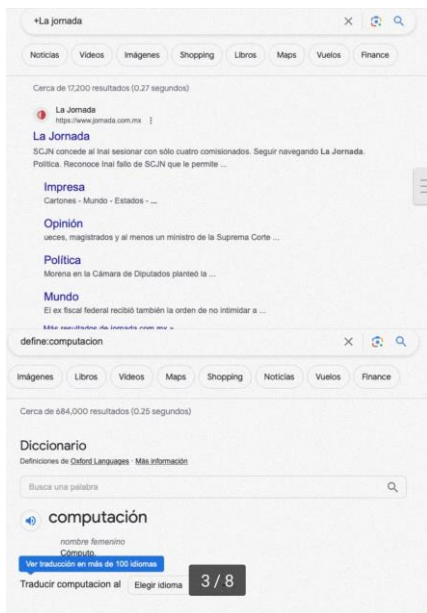 +La jornada
Noticias Videos Imágenes Shopping Libros Maps Vuelos Finance
Cerca de 17,200 resultados (0.27 segundos)
La Jornada
https://www.jornada.com.mx
La Jornada
SCJN concede al Inai sesionar con sólo cuatro comisionados. Seguir navegando La Jornada.
Política. Reconoce Inai fallo de SCJN que le permite ...
Impresa
Cartones - Mundo - Estados - ...
Opinión
ueces, magistrados y al menos un ministro de la Suprema Corte ...
Política
Morena en la Cámara de Diputados planteó la ...
Mundo
El ex fiscal federal recibió también la orden de no intimidar a ...
Más resultados de jornada.com.mx »
define:computacion
Imágenes Libros Videos Maps Shopping Noticias Vuelos Finance
Cerca de 684,000 resultados (0.25 segundos)
Diccionario
Definiciones de Oxford Languages · Más información
Busca una palabra
computación
nombre femenino
Cómputo.
Ver traducción en más de 100 idiomas
Traducir computacion al Elegir idioma
3 / 8